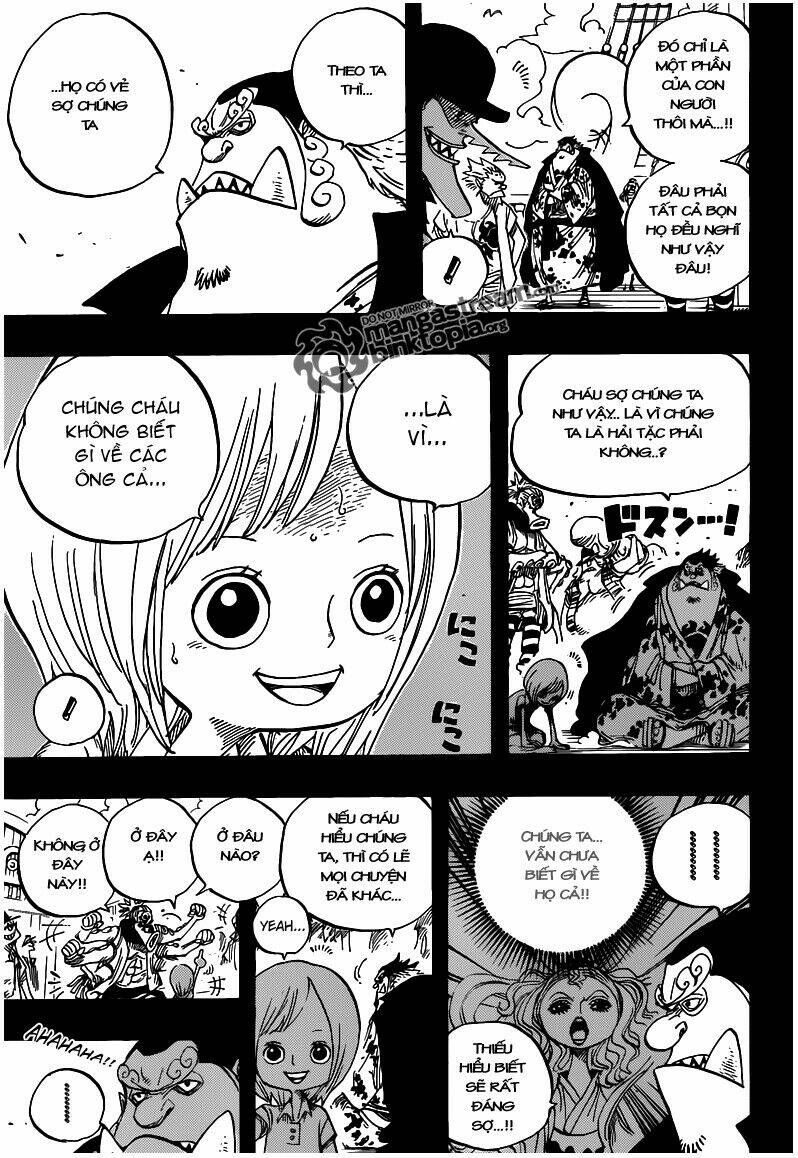 ĐÓ CHỈ LÀ
MỘT PHẦN
CỦA CON
NGƯỜI
THÔI MÀ...!!
ĐÂU PHẢI
TẤT CẢ BỌN
HỌ ĐỀU NGHĨ
NHƯ VẬY
ĐÂU!
!
THEO TA
THÌ...
...HỌ CÓ VẺ
SỢ CHÚNG
TA
DO NOT MIRROR
mangastream.com
binktopia.org
CHÁU SỢ CHÚNG TA
NHƯ VẬY.. LÀ VÌ CHÚNG
TA LÀ HẢI TẶC PHẢI
KHÔNG..?
ドスン…!
...LÀ
VÌ...
CHÚNG CHÁU
KHÔNG BIẾT
GÌ VỀ CÁC
ÔNG CẢ...
!
.........
CHÚNG TA...
VẪN CHƯA
BIẾT GÌ VỀ
HỌ CẢ!!
THIẾU
HIỂU BIẾT
SẼ RẤT
ĐÁNG
SỢ...!!
NẾU CHÁU
HIỂU CHÚNG
TA, THÌ CÓ LẼ
MỌI CHUYỆN
ĐÃ KHÁC...
YEAH...
Ở ĐÂU
NÀO?
Ở ĐÂY
Ạ!!
KHÔNG Ở
ĐÂY
NÀY!!
AHAHAHA!!
.........